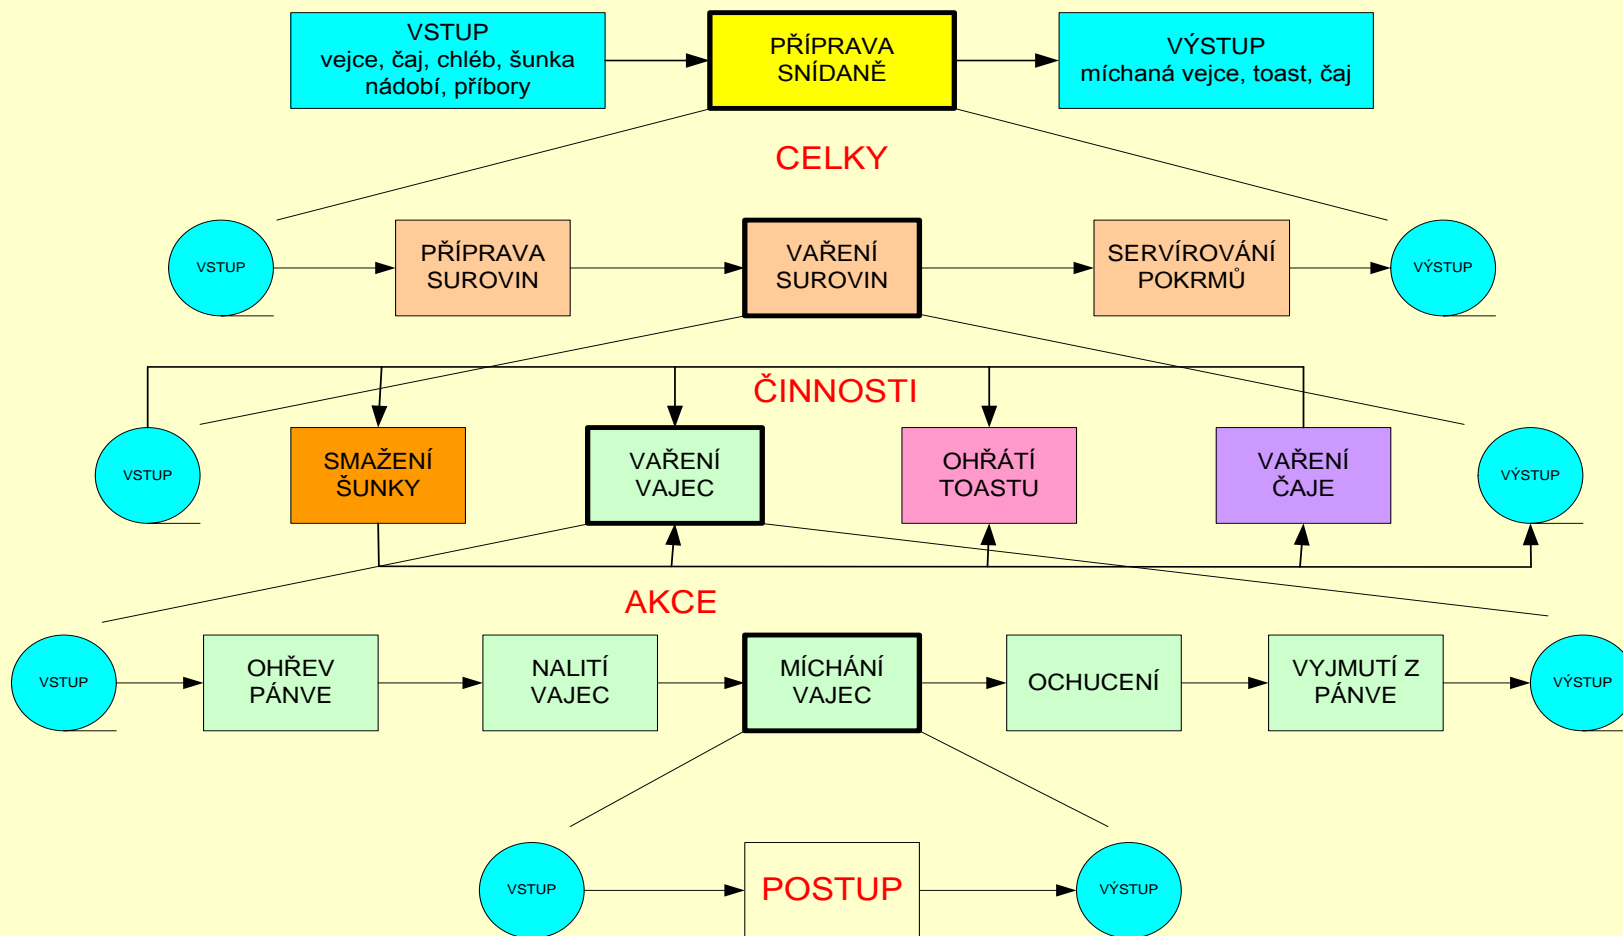 VSTUP
vejce, čaj, chléb, šunka
nádobí, příbory
PŘÍPRAVA
SNÍDANĚ
VÝSTUP
míchaná vejce, toast, čaj
CELKY
VSTUP
PŘÍPRAVA
SUROVIN
VAŘENÍ
SUROVIN
SERVÍROVÁNÍ
POKRMŮ
VÝSTUP
ČINNOSTI
VSTUP
SMAŽENÍ
ŠUNKY
VAŘENÍ
VAJEC
OHŘÁTÍ
TOASTU
VAŘENÍ
ČAJE
VÝSTUP
AKCE
VSTUP
OHŘEV
PÁNVE
NALITÍ
VAJEC
MÍCHÁNÍ
VAJEC
OCHUCENÍ
VYJMUTÍ Z
PÁNVE
VÝSTUP
VSTUP
POSTUP
VÝSTUP